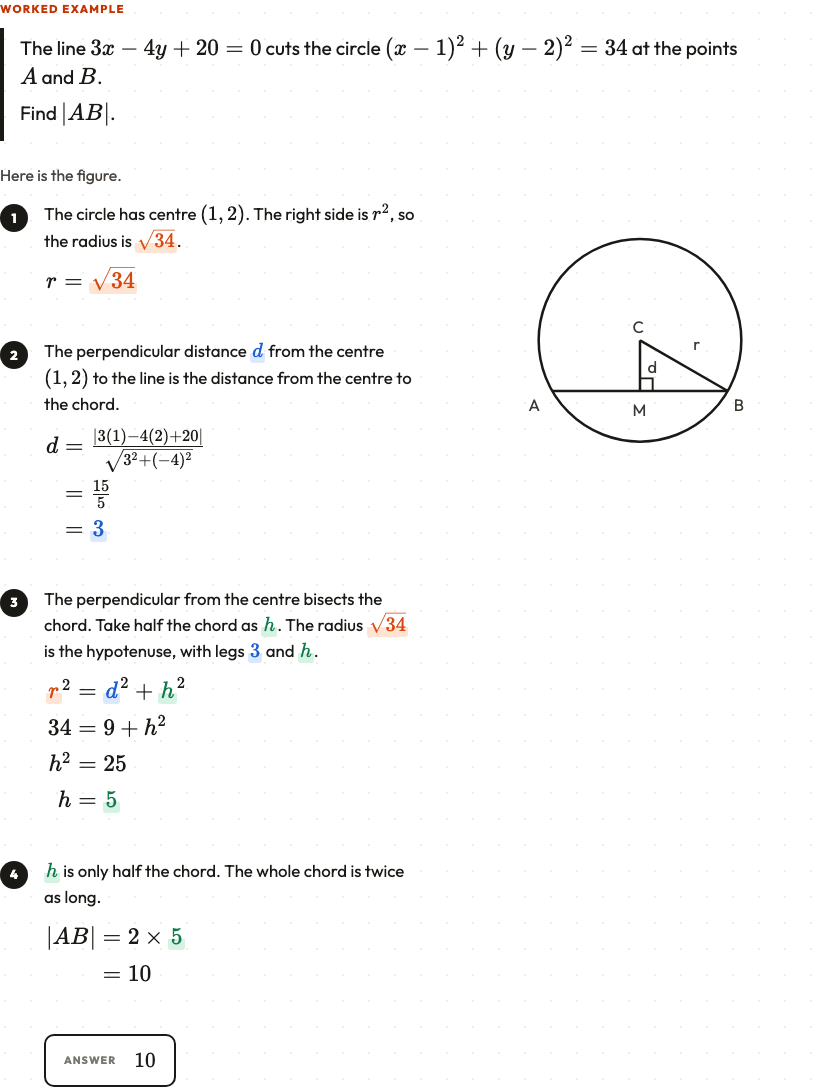 WORKED EXAMPLE
The line 3x − 4y + 20 = 0 cuts the circle (x − 1)² + (y − 2)² = 34 at the points
A and B.
Find |AB|.
Here is the figure.
1 The circle has centre (1, 2). The right side is r², so
the radius is √34.
r = √34
2 The perpendicular distance d from the centre
(1, 2) to the line is the distance from the centre to
the chord.
d = |3(1)−4(2)+20| / √3²+(−4)²
= 15/5
= 3
3 The perpendicular from the centre bisects the
chord. Take half the chord as h. The radius √34
is the hypotenuse, with legs 3 and h.
r² = d² + h²
34 = 9 + h²
h² = 25
h = 5
4 h is only half the chord. The whole chord is twice
as long.
|AB| = 2 × 5
= 10
ANSWER 10
C
r
d
A
M
B